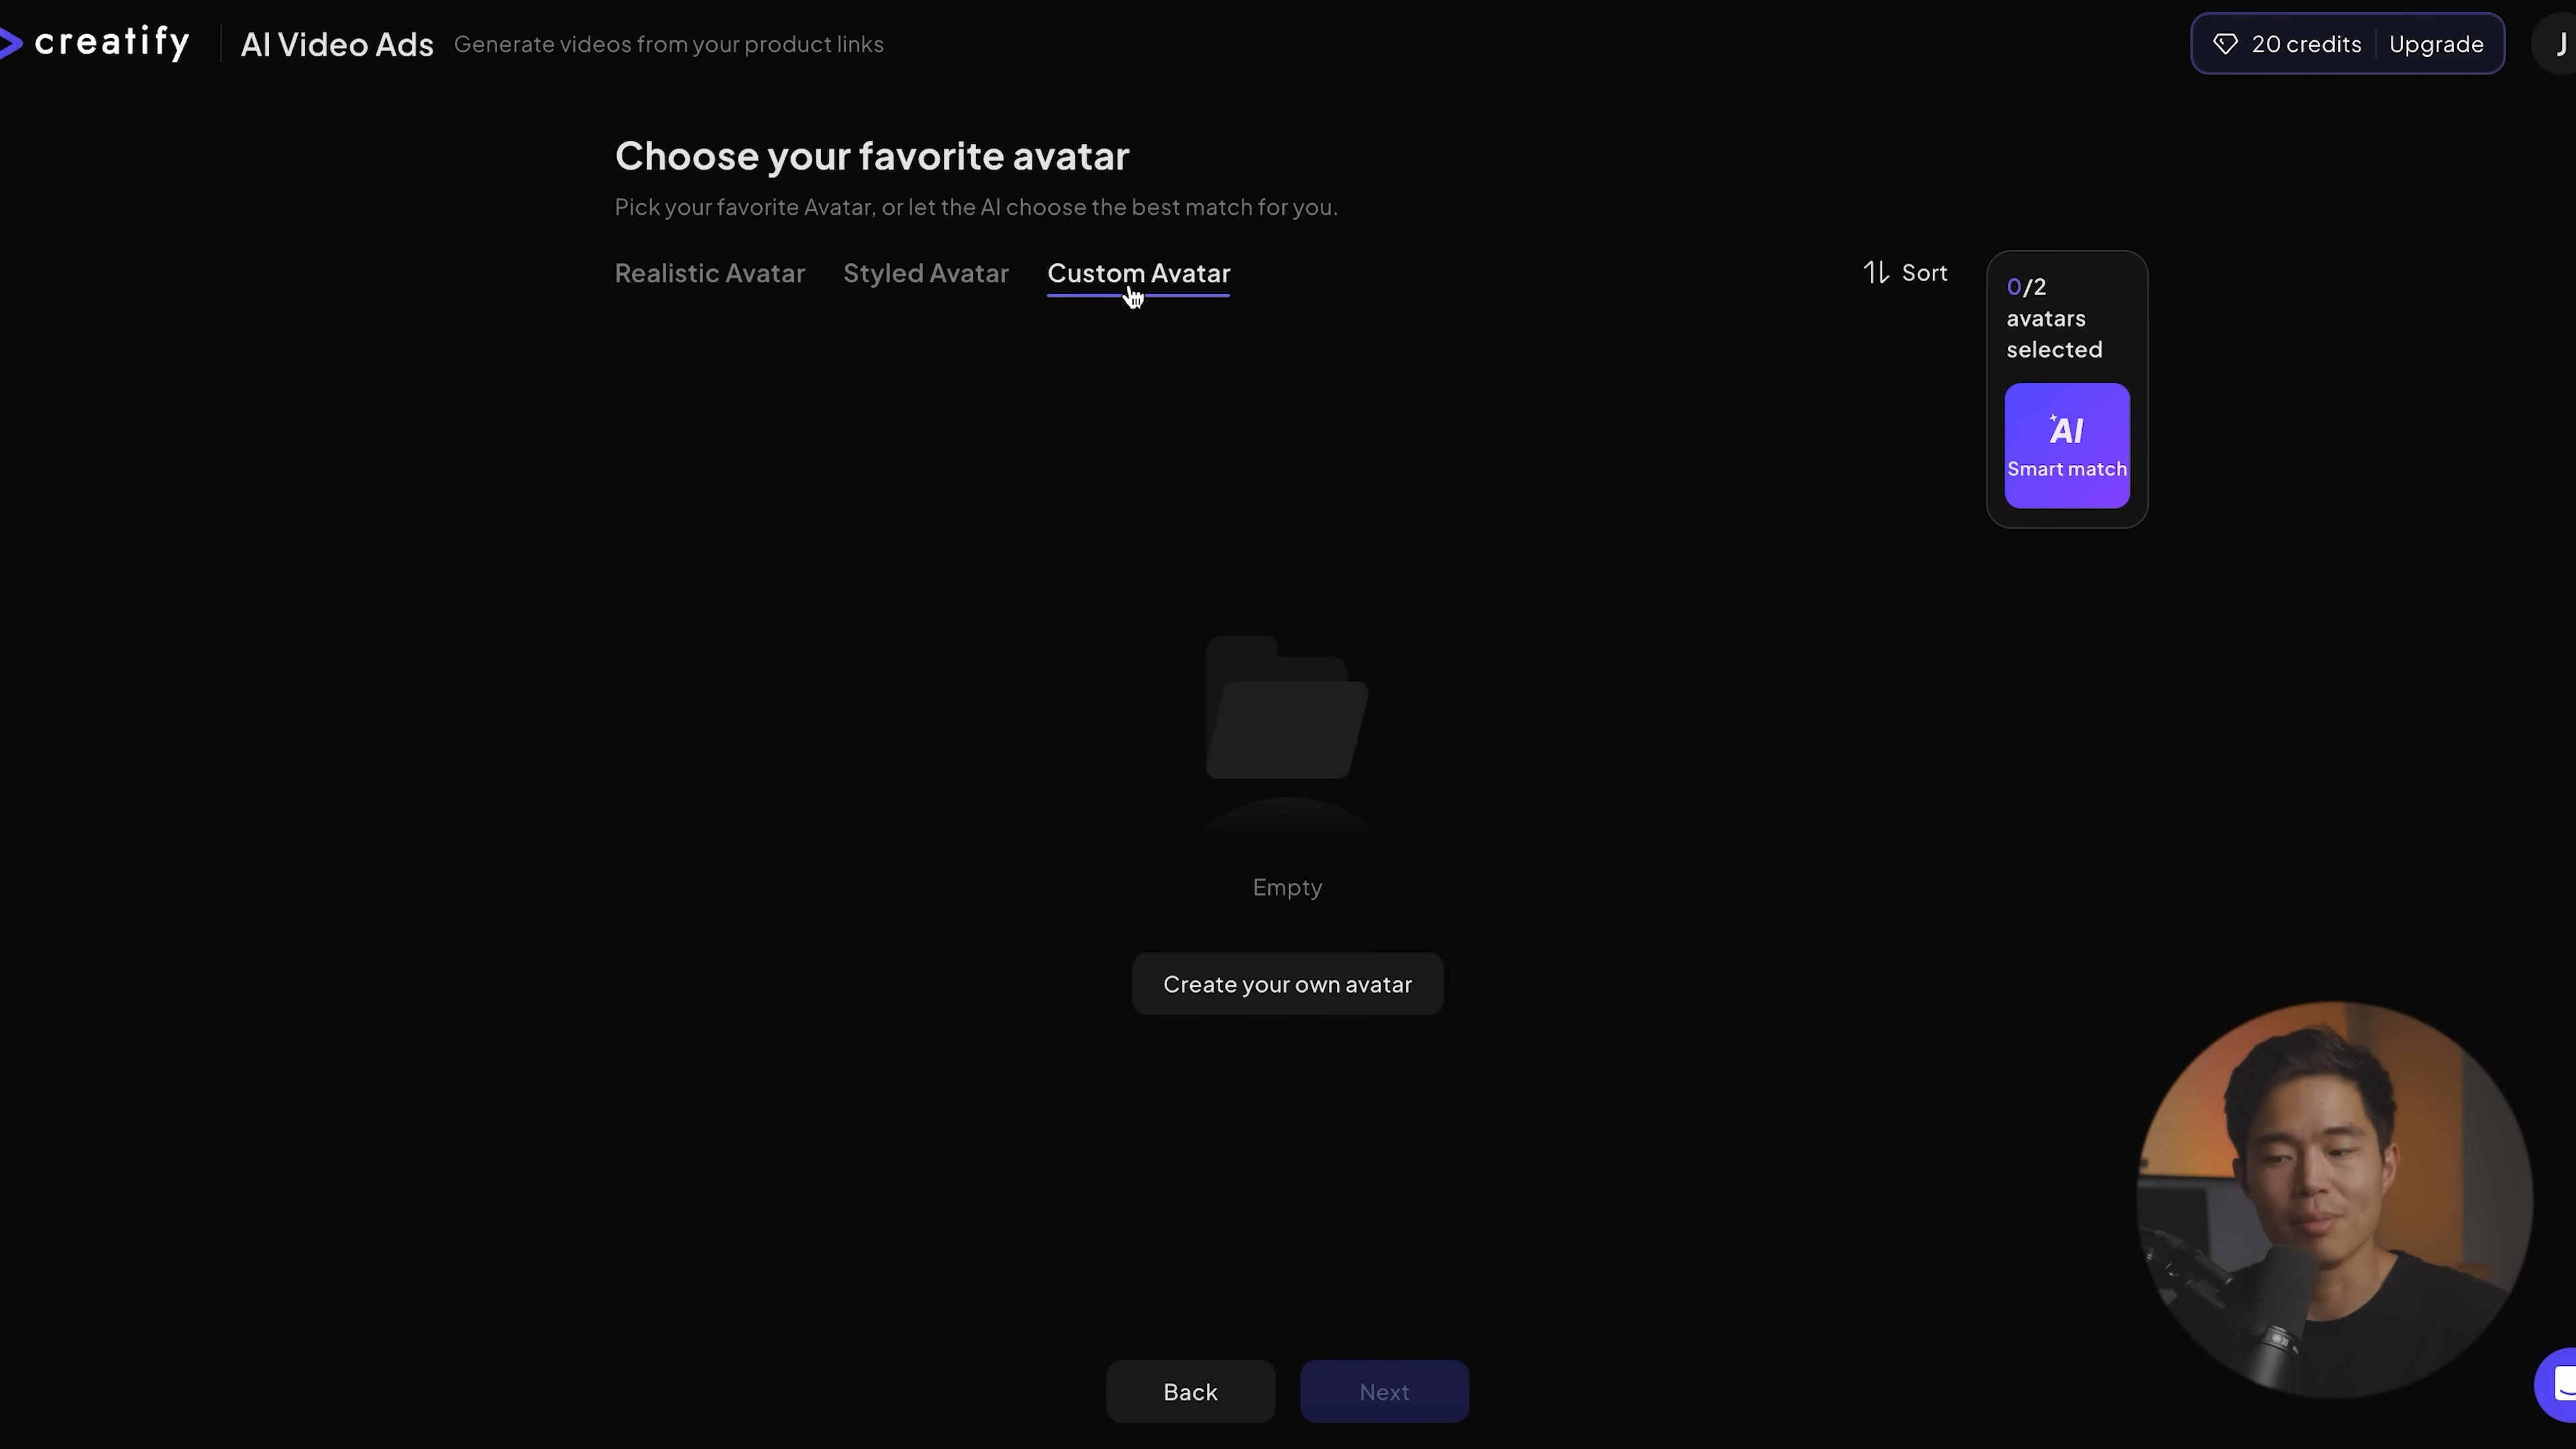 creatify
AI Video Ads
Generate videos from your product links
20 credits
Upgrade
J
Choose your favorite avatar
Pick your favorite Avatar, or let the AI choose the best match for you.
Realistic Avatar
Styled Avatar
Custom Avatar
Sort
0/2
avatars
selected
AI
Smart match
Empty
Create your own avatar
Back
Next